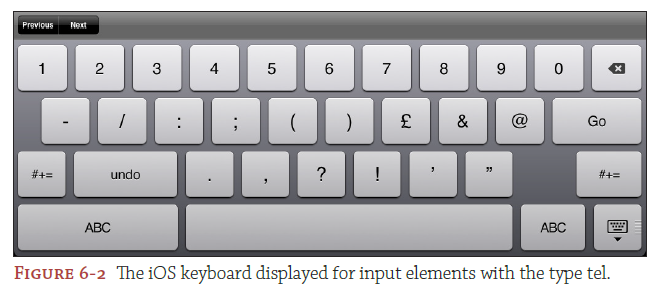 Previous Next
1 2 3 4 5 6 7 8 9 0
- / : ; ( ) £ & @ Go
#+= undo . , ? ! ’ ” #+=
ABC ABC
FIGURE 6-2 The iOS keyboard displayed for input elements with the type tel.